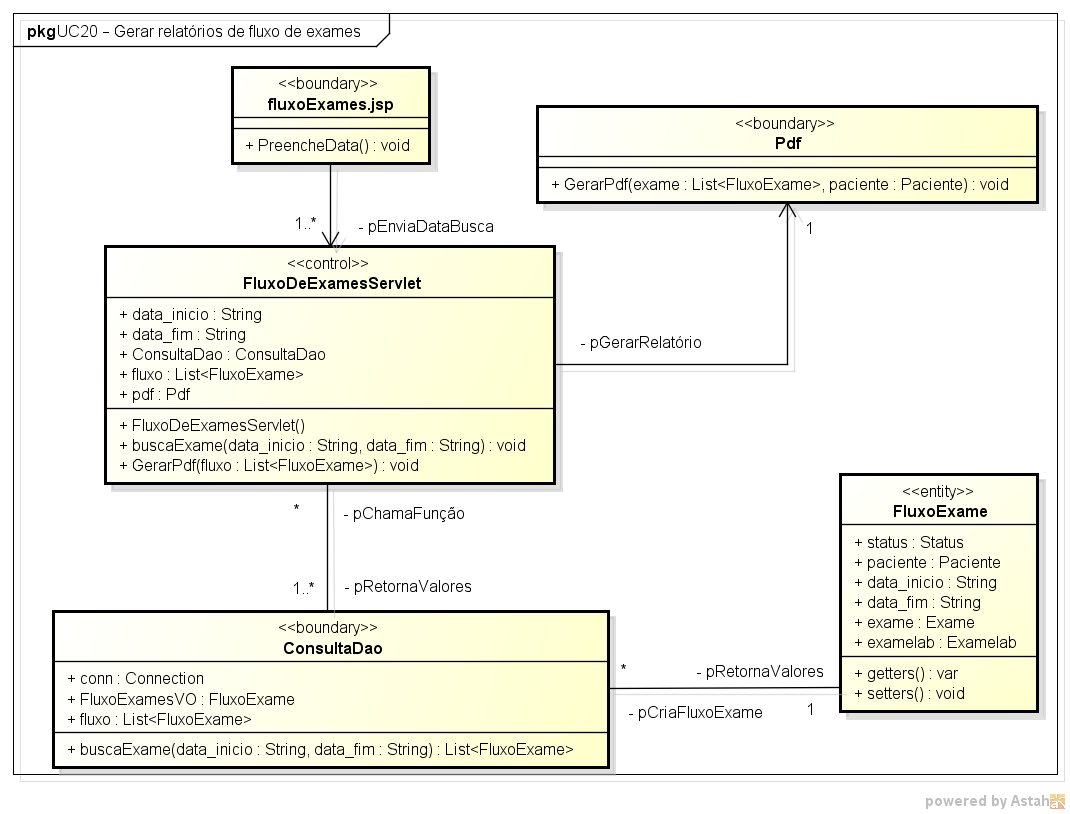 pkg UC20 – Gerar relatórios de fluxo de exames
<<boundary>>
fluxoExames.jsp
+ PreencheData() : void
<<boundary>>
Pdf
+ GerarPdf(exame : List<FluxoExame>, paciente : Paciente) : void
1..*
- pEnviaDataBusca
1
<<control>>
FluxoDeExamesServlet
+ data_inicio : String
+ data_fim : String
+ ConsultaDao : ConsultaDao
+ fluxo : List<FluxoExame>
+ pdf : Pdf
+ FluxoDeExamesServlet()
+ buscaExame(data_inicio : String, data_fim : String) : void
+ GerarPdf(fluxo : List<FluxoExame>) : void
- pGerarRelatório
*
- pChamaFunção
1..*
- pRetornaValores
<<entity>>
FluxoExame
+ status : Status
+ paciente : Paciente
+ data_inicio : String
+ data_fim : String
+ exame : Exame
+ examelab : Examelab
+ getters() : var
+ setters() : void
<<boundary>>
ConsultaDao
+ conn : Connection
+ FluxoExamesVO : FluxoExame
+ fluxo : List<FluxoExame>
+ buscaExame(data_inicio : String, data_fim : String) : List<FluxoExame>
*
- pRetornaValores
- pCriaFluxoExame
1
powered by Astah